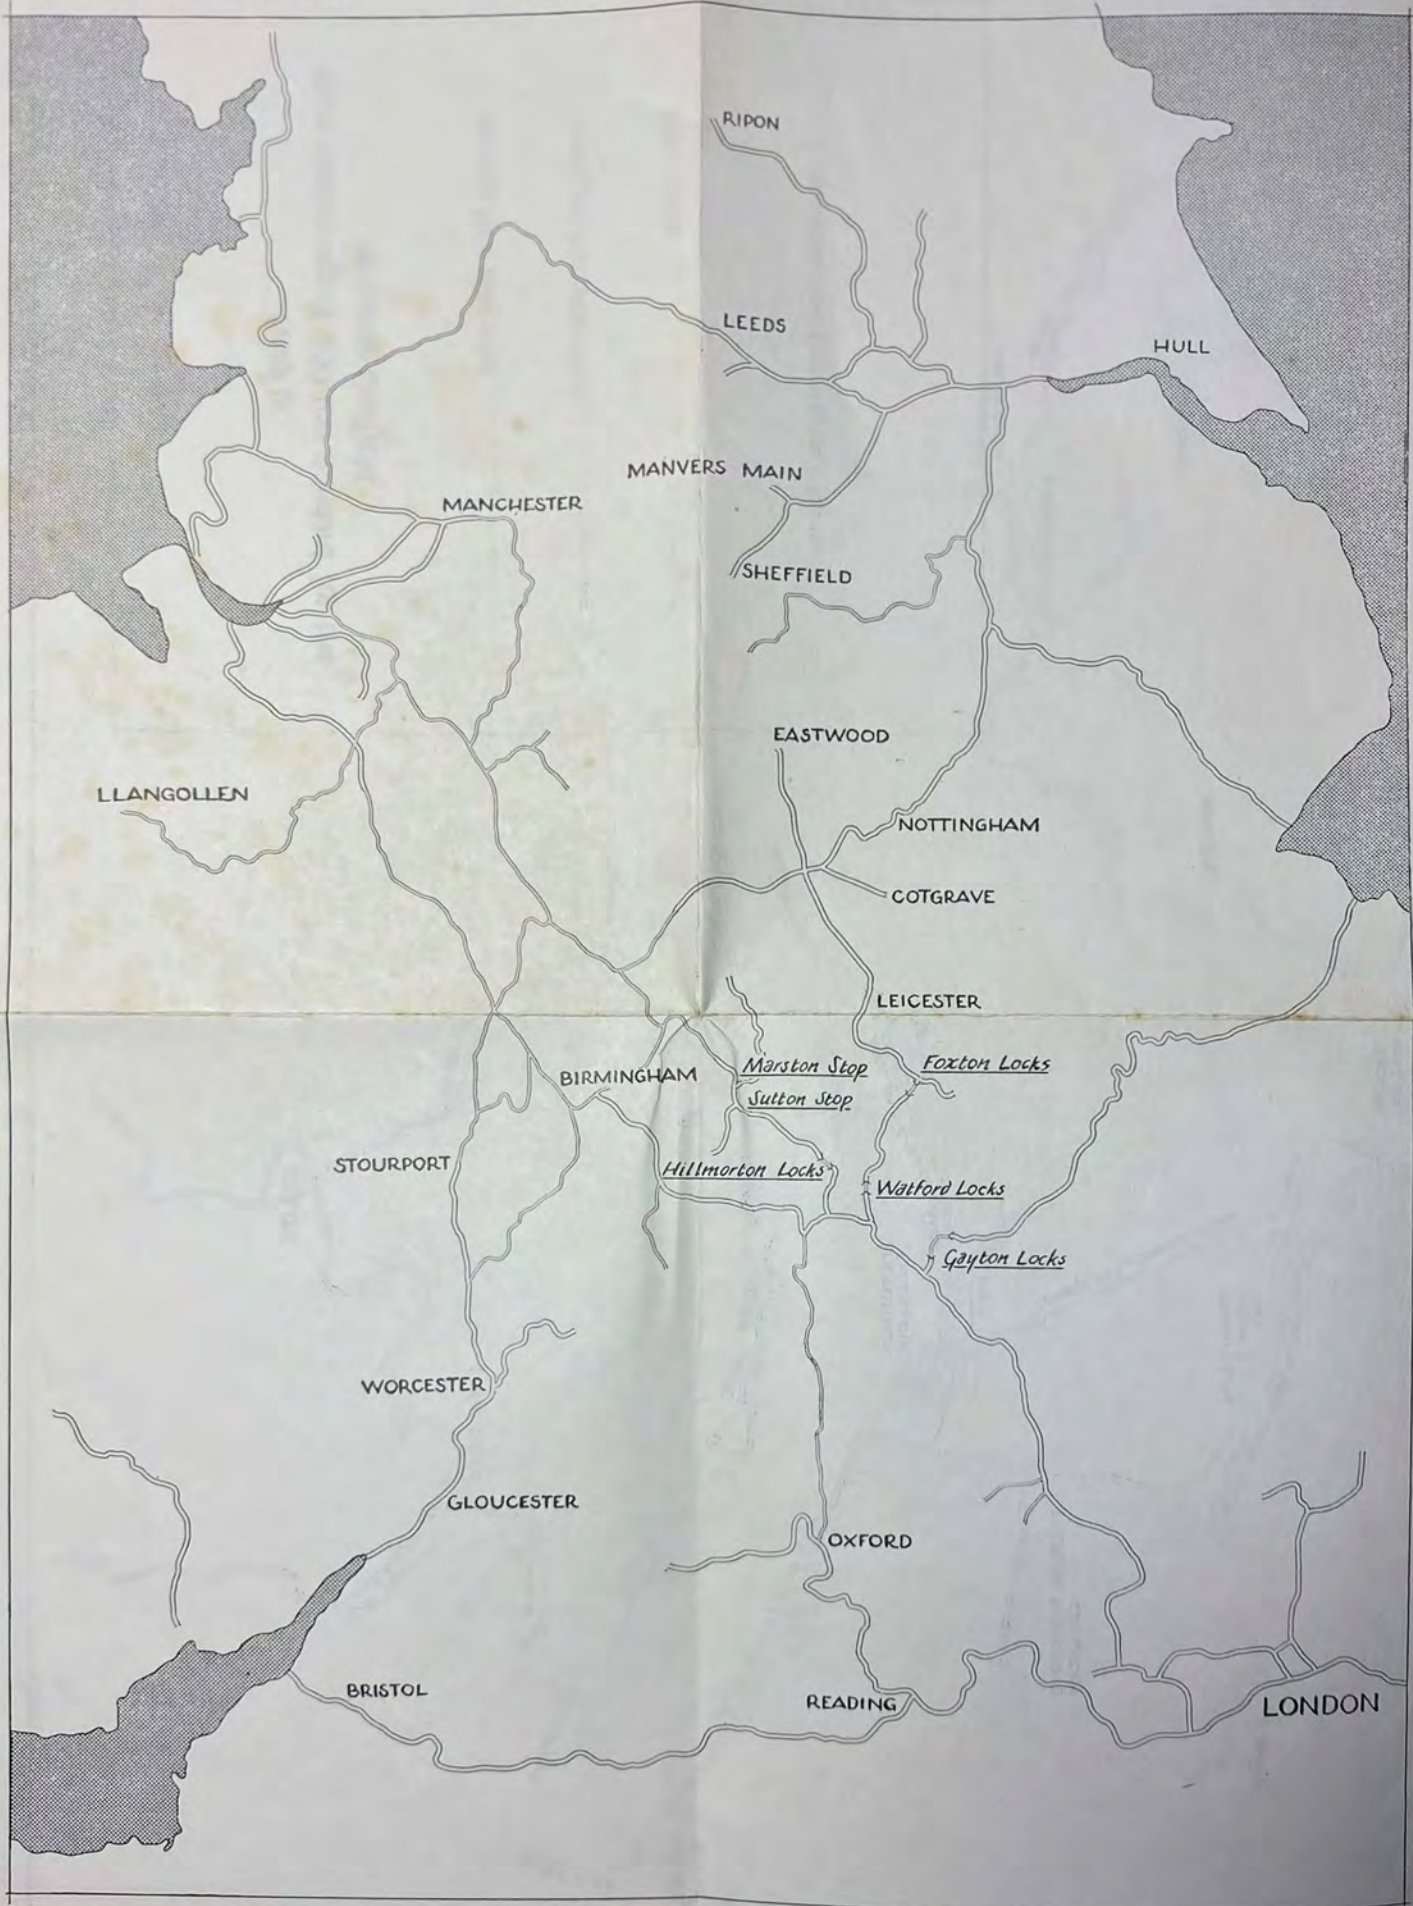 RIPON
LEEDS
HULL
MANVERS MAIN
MANCHESTER
SHEFFIELD
EASTWOOD
LLANGOLLEN
NOTTINGHAM
COTGRAVE
LEICESTER
Marston Stop
Foxton Locks
BIRMINGHAM
Sutton Stop
STOURPORT
Hillmorton Locks
Watford Locks
Gayton Locks
WORCESTER
GLOUCESTER
OXFORD
BRISTOL
READING
LONDON